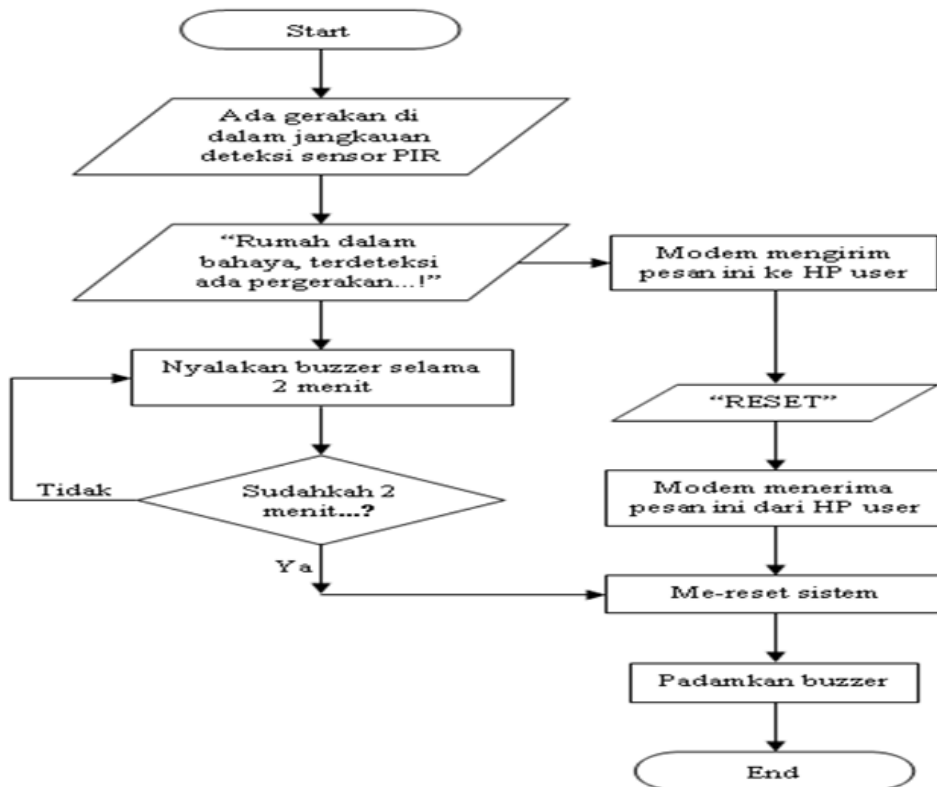 Start
Ada gerakan di
dalam jangkauan
deteksi sensor PIR
“Rumah dalam
bahaya, terdeteksi
ada pergerakan...!”
Modem mengirim
pesan ini ke HP user
Nyalakan buzzer selama
2 menit
“RESET”
Tidak
Sudahkah 2
menit...?
Modem menerima
pesan ini dari HP user
Ya
Me-reset sistem
Padamkan buzzer
End